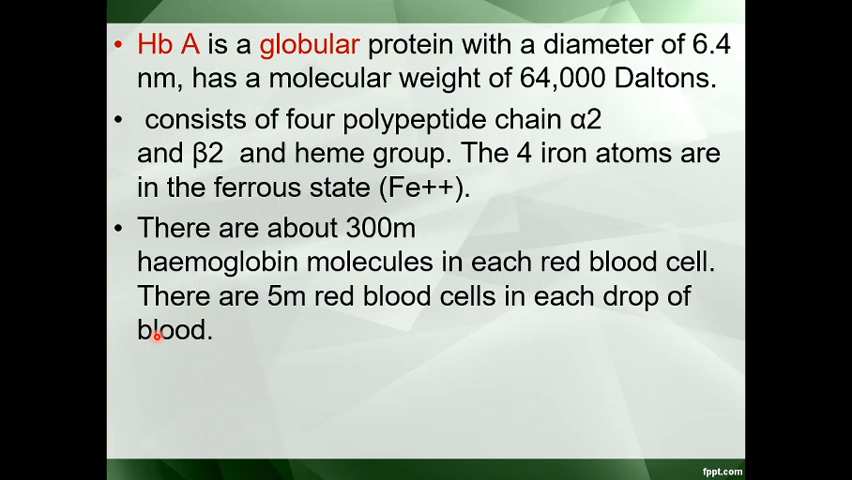 • Hb A is a globular protein with a diameter of 6.4
nm, has a molecular weight of 64,000 Daltons.
• consists of four polypeptide chain α2
and β2 and heme group. The 4 iron atoms are
in the ferrous state (Fe++).
• There are about 300m
haemoglobin molecules in each red blood cell.
There are 5m red blood cells in each drop of
blood.
fppt.com